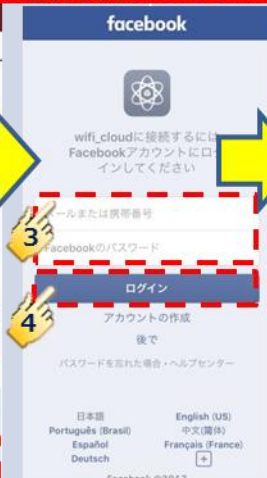 facebook
wifi_cloudに接続するには
Facebookアカウントにログ
インしてください
ールまたは携帯番号
3
Facebookのパスワード
ログイン
4
アカウントの作成
後で
パスワードを忘れた場合・ヘルプセンター
日本語 English (US)
Português (Brasil) 中文(简体)
Español Français (France)
Deutsch +
Facebook ©2017